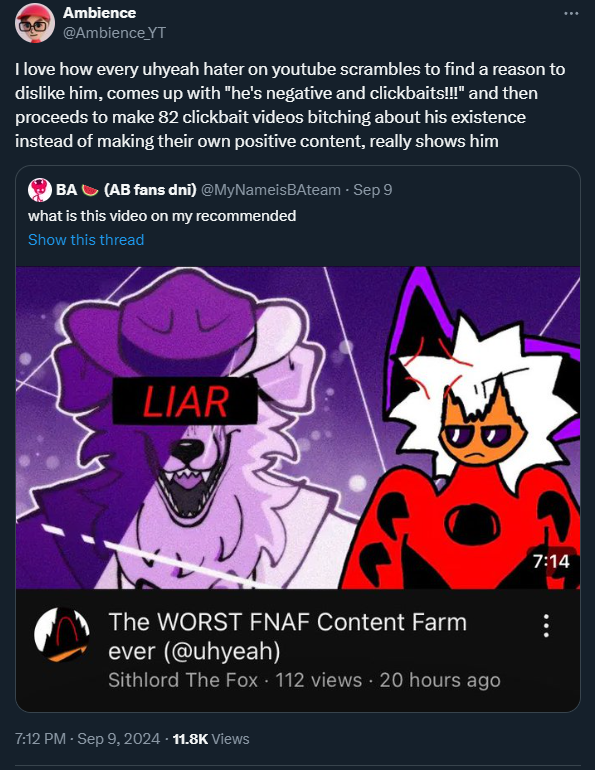 Ambience
@Ambience_YT
I love how every uhyeah hater on youtube scrambles to find a reason to
dislike him, comes up with "he's negative and clickbaits!!!" and then
proceeds to make 82 clickbait videos bitching about his existence
instead of making their own positive content, really shows him
BA 🍉 (AB fans dni) @MyNameisBAteam · Sep 9
what is this video on my recommended
Show this thread
LIAR
7:14
The WORST FNAF Content Farm
ever (@uhyeah)
Sithlord The Fox · 112 views · 20 hours ago
7:12 PM · Sep 9, 2024 · 11.8K Views